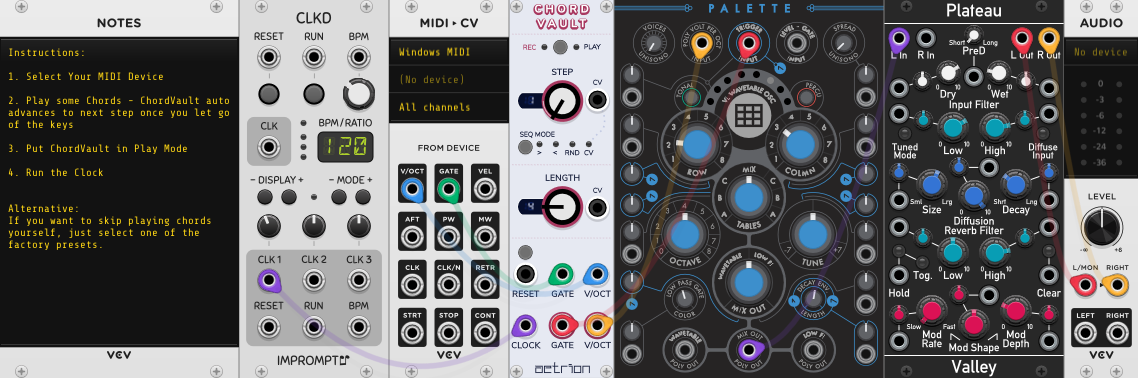 NOTES
Instructions:
1. Select Your MIDI Device
2. Play some Chords - ChordVault auto
advances to next step once you let go
of the keys
3. Put ChordVault in Play Mode
4. Run the Clock
Alternative:
If you want to skip playing chords
yourself, just select one of the
factory presets.
VCV
CLKD
RESET RUN BPM
BPM/RATIO
CLK
120
- DISPLAY + - MODE +
CLK 1 CLK 2 CLK 3
RESET RUN BPM
IMPROMPTU
MIDI ▸ CV
Windows MIDI
(No device)
All channels
FROM DEVICE
V/OCT GATE VEL
AFT PW MW
CLK CLK/N RETR
STRT STOP CONT
VCV
CHORD
VAULT
REC PLAY
STEP
CV
1
SEQ MODE
> < RND CV
LENGTH
CV
4
RESET GATE V/OCT
CLOCK GATE V/OCT
aetrion
PALETTE
VOICES
UNISONO
POLY VOLT PER OCT
INPUT
TRIGGER
INPUT
LEVEL - GATE
INPUT
SPREAD
UNISONO
TONAL
V. WAVETABLE OSC
PERCU
2 3 4 5 6 7
ROW
COLMN
MIX
A B C
TABLES
OCTAVE
TUNE
WAVETABLE LOW FI
MIX OUT
LOW PASS GATE
COLOR
DECAY ENV
LENGTH
WAVETABLE
POLY OUT
MIX OUT
POLY OUT
LOW FI
POLY OUT
Plateau
L In R In
Short Long
PreD
L Out R Out
0 10
Dry Wet
Input Filter
Low High
Tuned
Mode
Diffuse
Input
Sml Lrg
Size
Shrt Lrg
Decay
Diffusion
Reverb Filter
Tog.
Low High
Hold Clear
Slow Fast
Mod
Rate
Mod Shape
Mod
Depth
Valley
AUDIO
No device
0
-3
-6
-12
-24
-36
LEVEL
-∞ +6
L/MON RIGHT
LEFT RIGHT
VCV